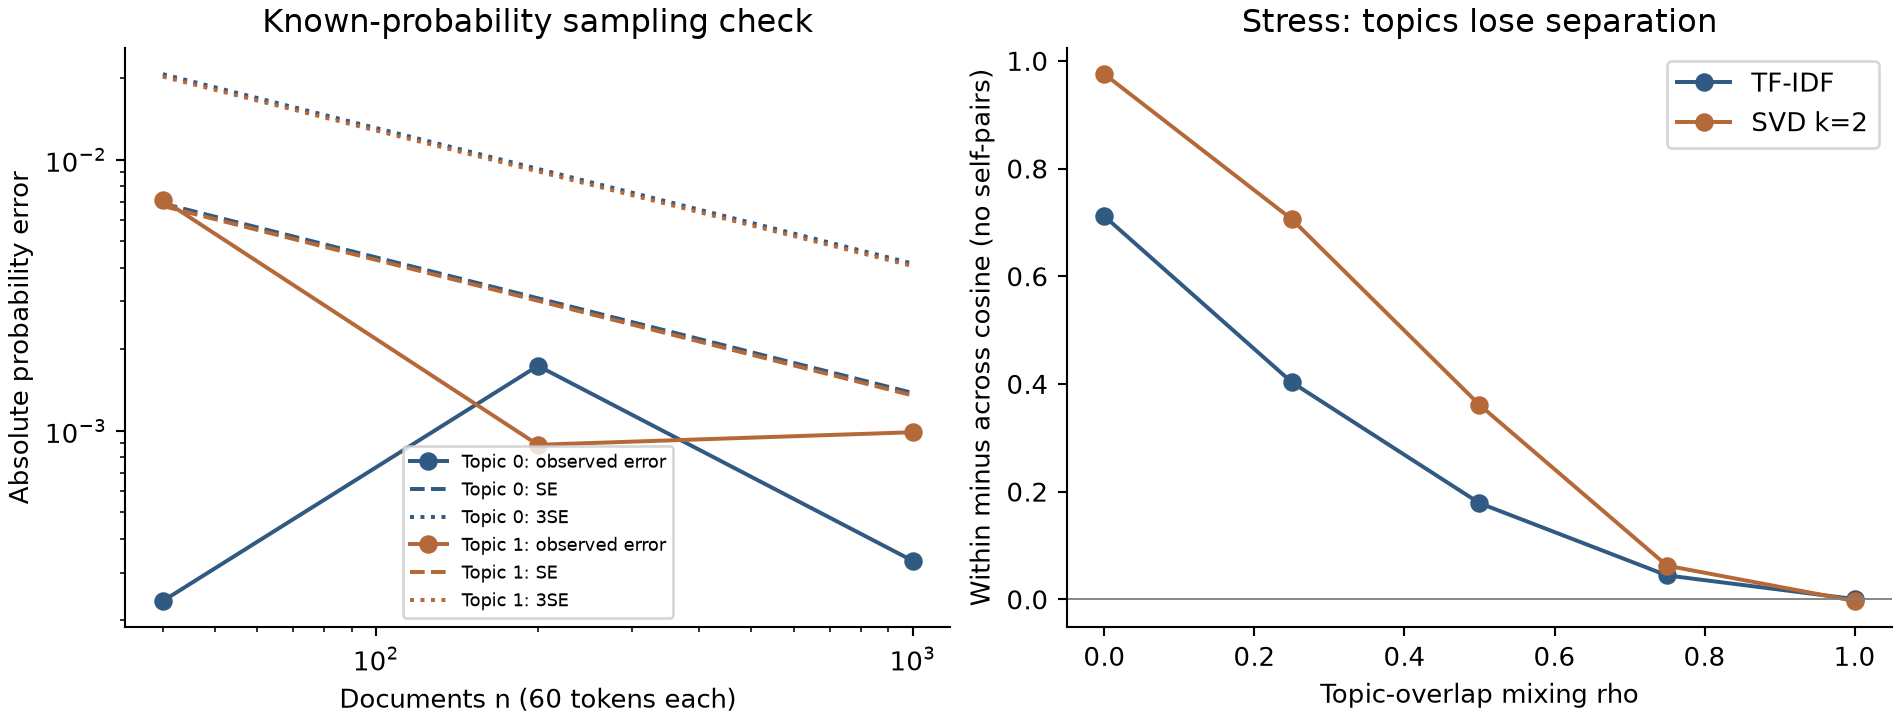 Known-probability sampling check
Absolute probability error
10⁻²
10⁻³
Topic 0: observed error
Topic 0: SE
Topic 0: 3SE
Topic 1: observed error
Topic 1: SE
Topic 1: 3SE
10²
10³
Documents n (60 tokens each)
Stress: topics lose separation
Within minus across cosine (no self-pairs)
1.0
0.8
0.6
0.4
0.2
0.0
TF-IDF
SVD k=2
0.0
0.2
0.4
0.6
0.8
1.0
Topic-overlap mixing rho